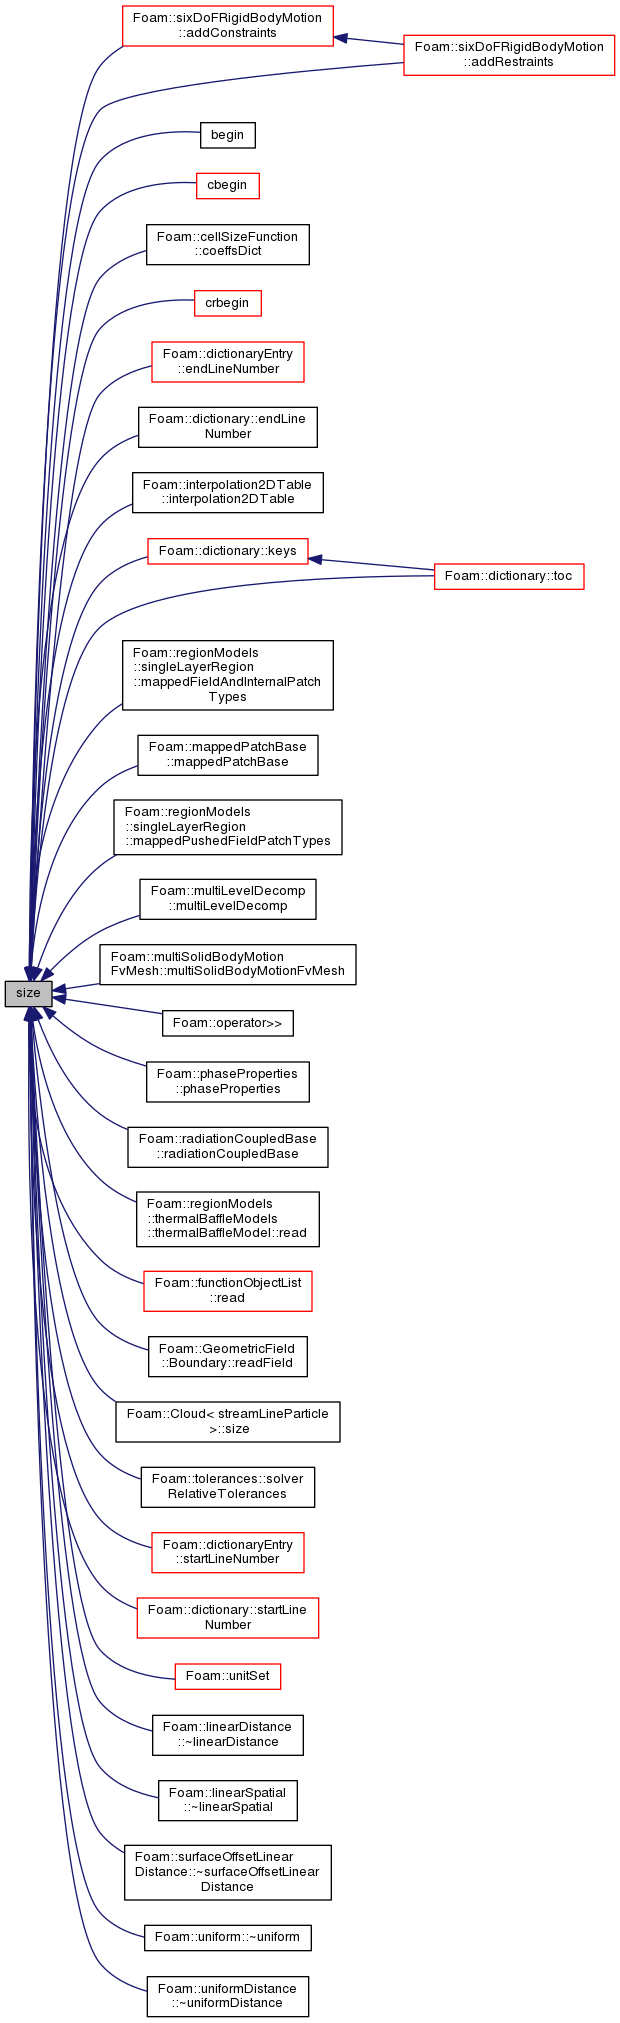 Foam::sixDoFRigidBodyMotion
::addConstraints
Foam::sixDoFRigidBodyMotion
::addRestraints
begin
cbegin
Foam::cellSizeFunction
::coeffsDict
crbegin
Foam::dictionaryEntry
::endLineNumber
Foam::dictionary::endLine
Number
Foam::interpolation2DTable
::interpolation2DTable
Foam::dictionary::keys
Foam::dictionary::toc
Foam::regionModels
::singleLayerRegion
::mappedFieldAndInternalPatch
Types
Foam::mappedPatchBase
::mappedPatchBase
Foam::regionModels
::singleLayerRegion
::mappedPushedFieldPatchTypes
Foam::multiLevelDecomp
::multiLevelDecomp
Foam::multiSolidBodyMotion
FvMesh::multiSolidBodyMotionFvMesh
size
Foam::operator>>
Foam::phaseProperties
::phaseProperties
Foam::radiationCoupledBase
::radiationCoupledBase
Foam::regionModels
::thermalBaffleModels
::thermalBaffleModel::read
Foam::functionObjectList
::read
Foam::GeometricField
::Boundary::readField
Foam::Cloud< streamLineParticle
>::size
Foam::tolerances::solver
RelativeTolerances
Foam::dictionaryEntry
::startLineNumber
Foam::dictionary::startLine
Number
Foam::unitSet
Foam::linearDistance
::~linearDistance
Foam::linearSpatial
::~linearSpatial
Foam::surfaceOffsetLinear
Distance::~surfaceOffsetLinear
Distance
Foam::uniform::~uniform
Foam::uniformDistance
::~uniformDistance